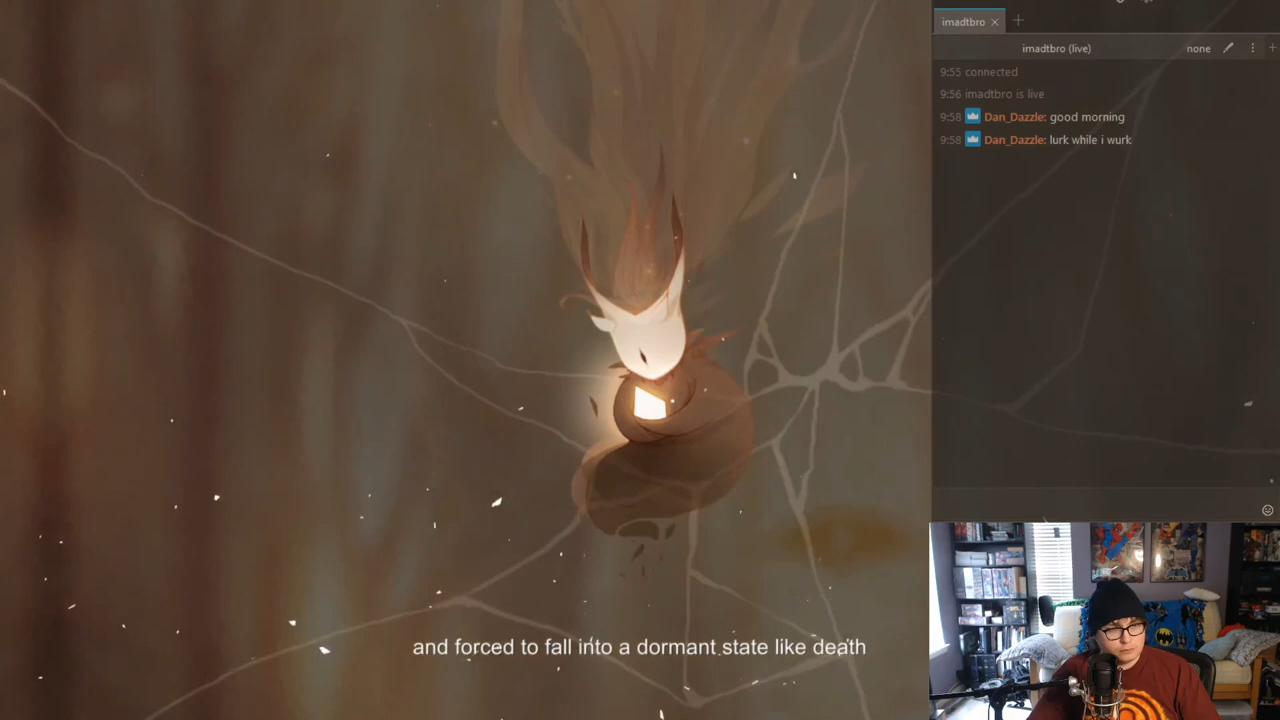 imadtbro
imadtbro (live)
none
9:55 connected
9:56 imadtbro is live
9:58 Dan_Dazzle: good morning
9:58 Dan_Dazzle: lurk while i wurk
and forced to fall into a dormant state like death